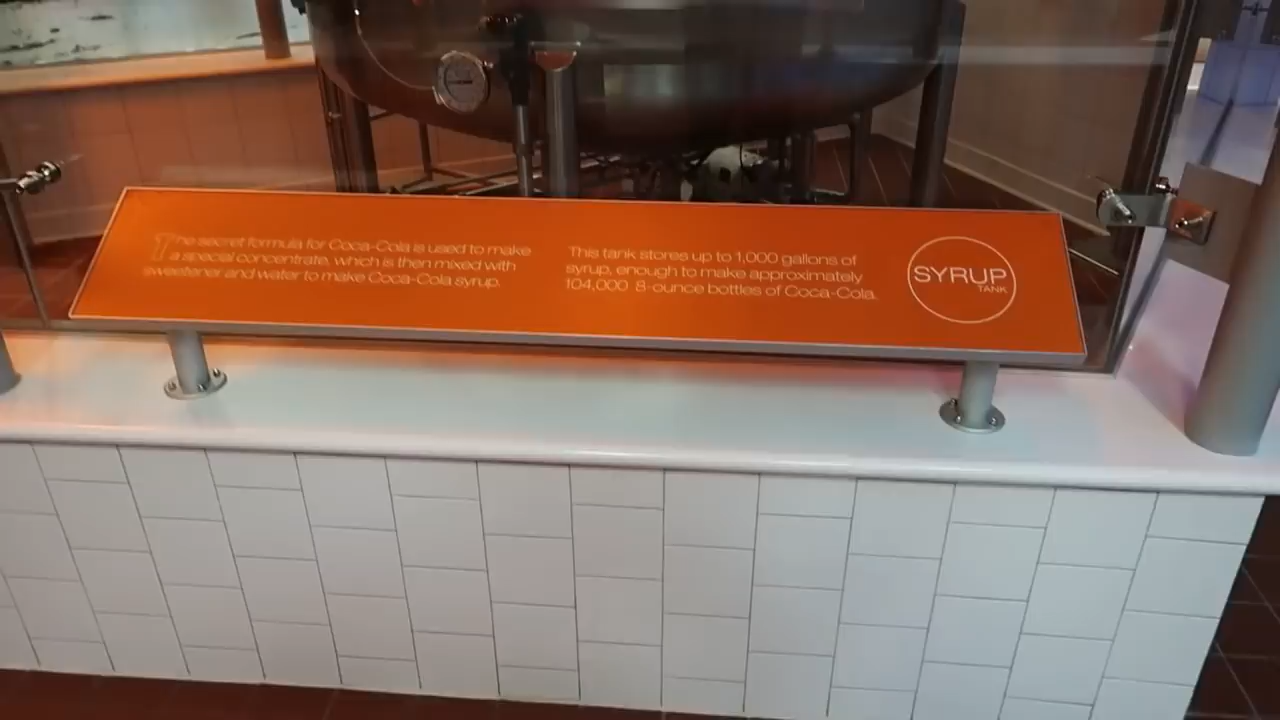 The secret formula for Coca-Cola is used to make
a special concentrate, which is then mixed with
sweetener and water to make Coca-Cola syrup.
This tank stores up to 1,000 gallons of
syrup, enough to make approximately
104,000 8-ounce bottles of Coca-Cola.
SYRUP
TANK